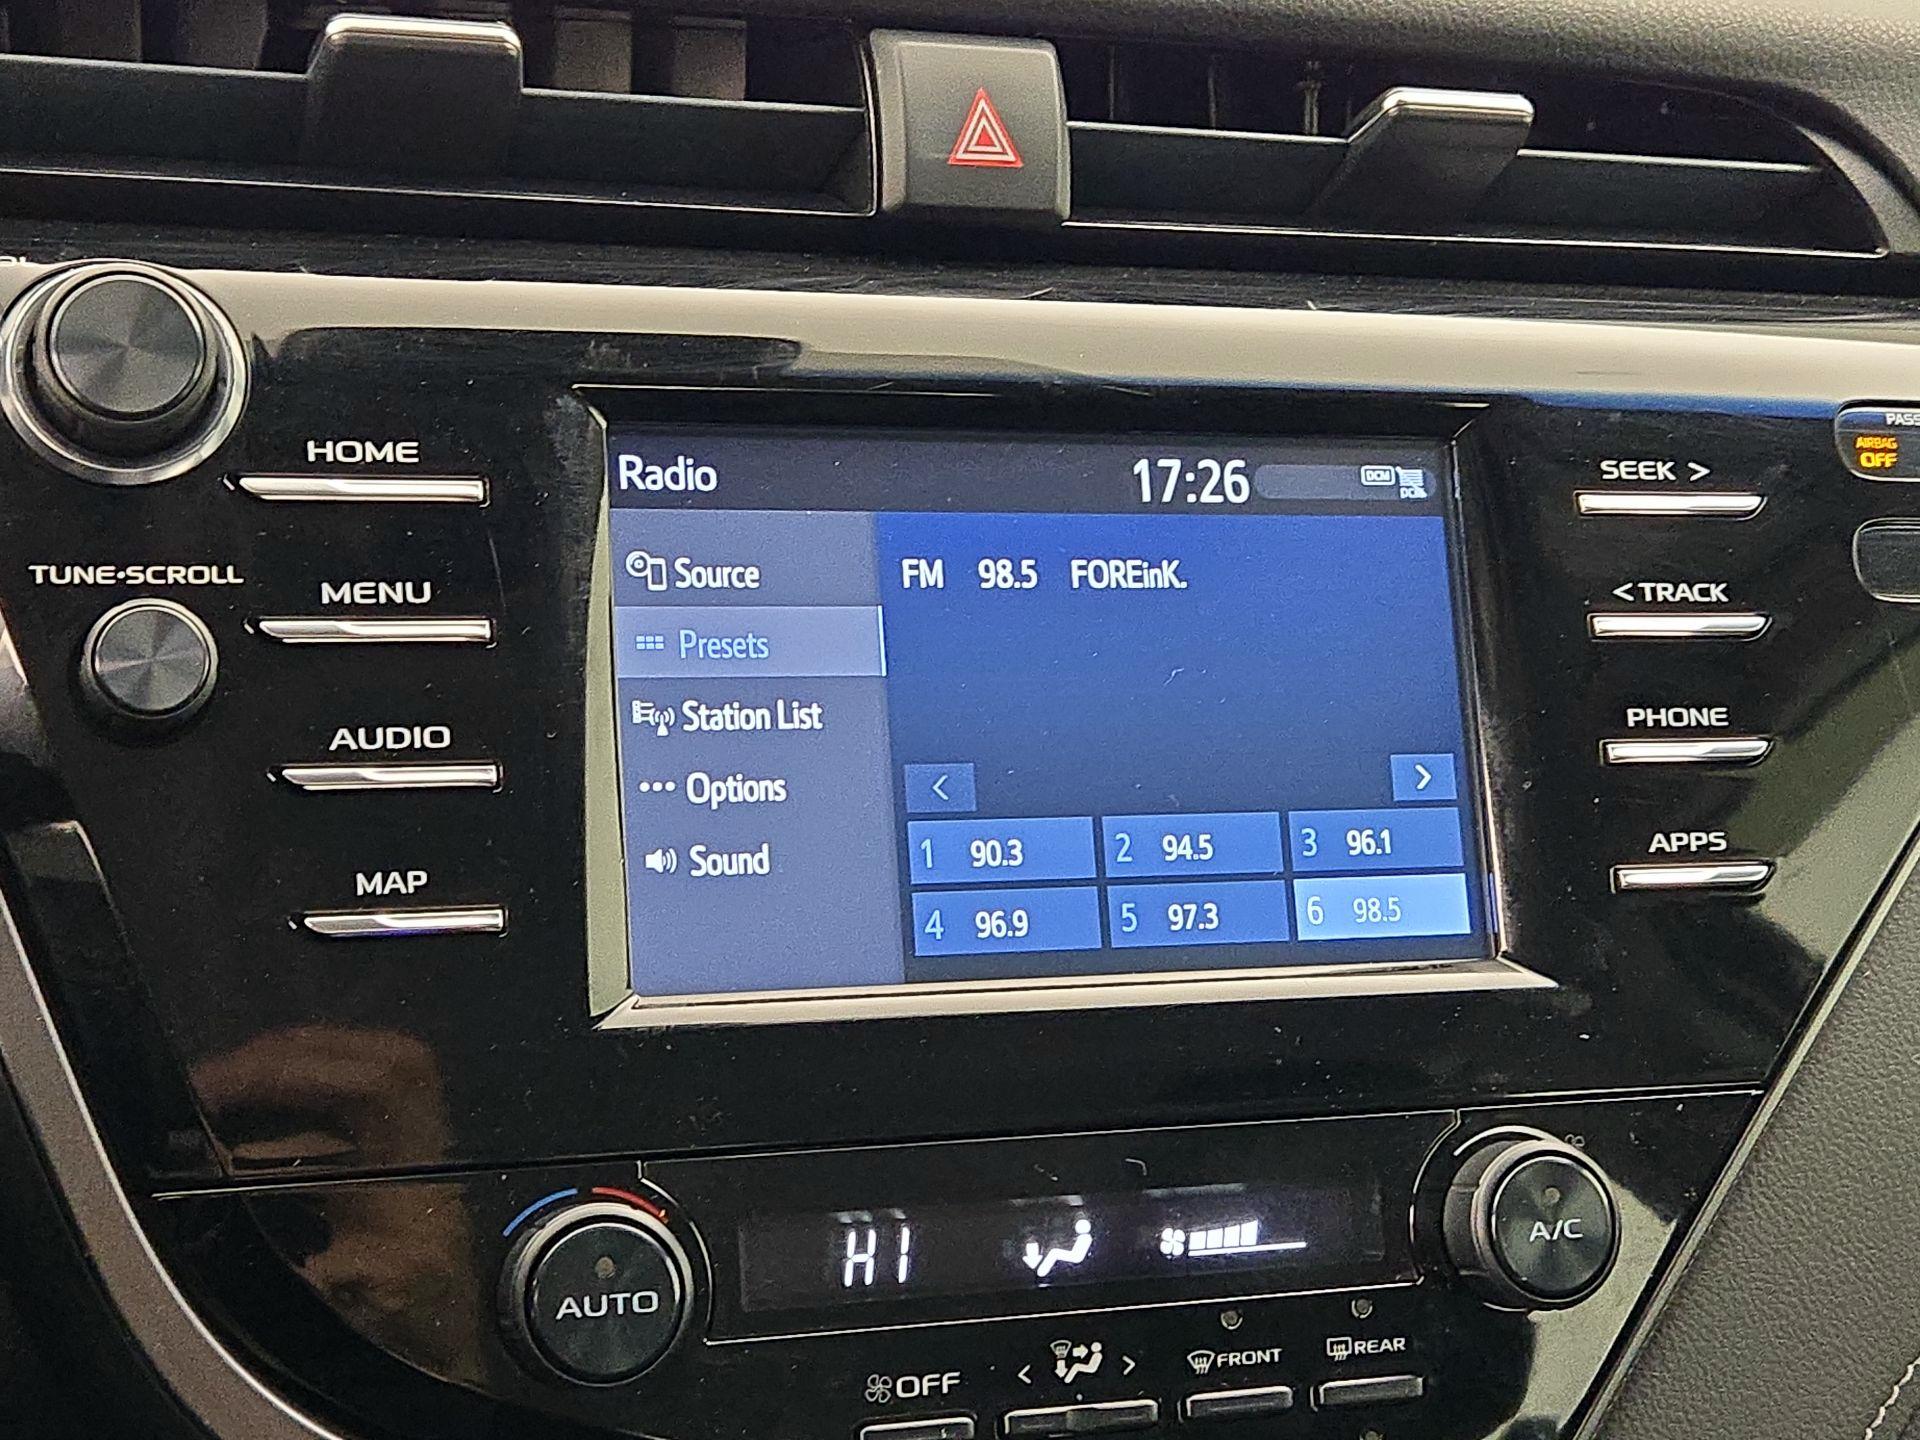 PASS
AIRBAG
OFF
HOME
TUNE•SCROLL
MENU
AUDIO
MAP
Radio 17:26 DCM
Source
Presets
Station List
Options
Sound
FM 98.5 FOREinK.
<
>
1 90.3 2 94.5 3 96.1
4 96.9 5 97.3 6 98.5
SEEK >
< TRACK
PHONE
APPS
AUTO
HI
A/C
OFF
< >
FRONT
REAR